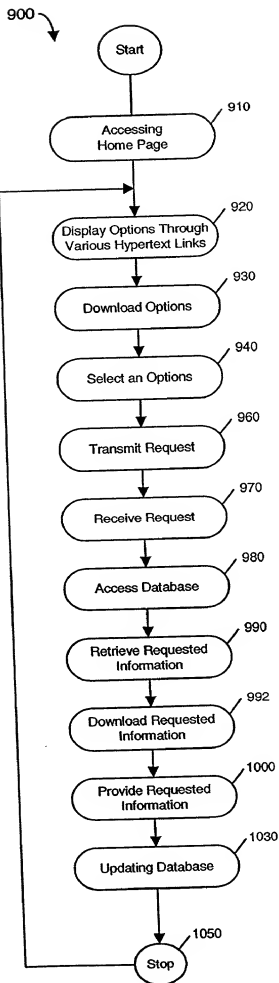 900
Start
910
Accessing
Home Page
920
Display Options Through
Various Hypertext Links
930
Download Options
940
Select an Options
960
Transmit Request
970
Receive Request
980
Access Database
990
Retrieve Requested
Information
992
Download Requested
Information
1000
Provide Requested
Information
1030
Updating Database
1050
Stop